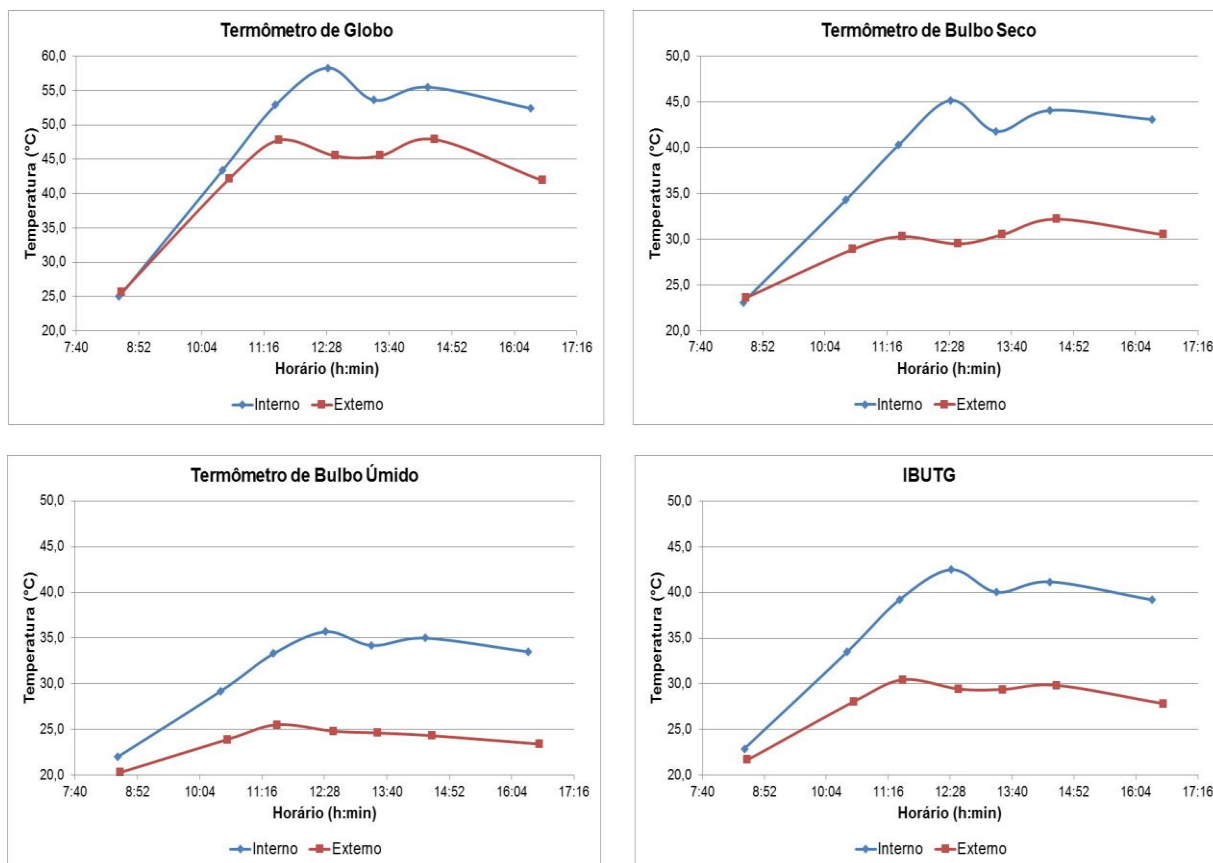 Termômetro de Globo
Temperatura (°C)
60,0
55,0
50,0
45,0
40,0
35,0
30,0
25,0
20,0
7:40 8:52 10:04 11:16 12:28 13:40 14:52 16:04 17:16
Horário (h:min)
Interno Externo
Termômetro de Bulbo Seco
Temperatura (°C)
50,0
45,0
40,0
35,0
30,0
25,0
20,0
7:40 8:52 10:04 11:16 12:28 13:40 14:52 16:04 17:16
Horário (h:min)
Interno Externo
Termômetro de Bulbo Úmido
Temperatura (°C)
50,0
45,0
40,0
35,0
30,0
25,0
20,0
7:40 8:52 10:04 11:16 12:28 13:40 14:52 16:04 17:16
Horário (h:min)
Interno Externo
IBUTG
Temperatura (°C)
50,0
45,0
40,0
35,0
30,0
25,0
20,0
7:40 8:52 10:04 11:16 12:28 13:40 14:52 16:04 17:16
Horário (h:min)
Interno Externo